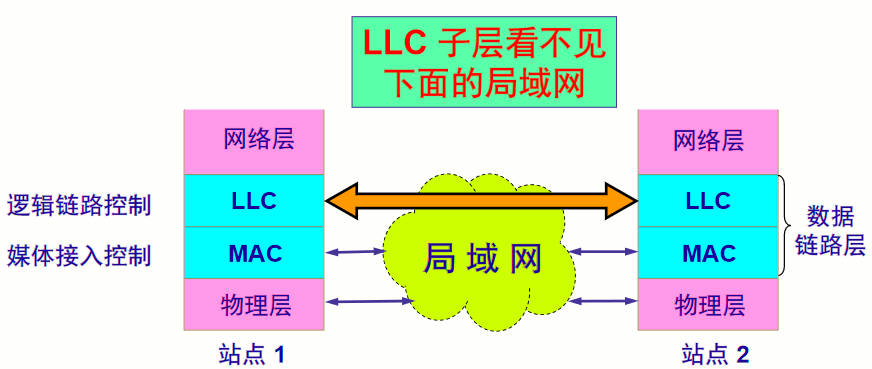 LLC 子层看不见
下面的局域网
网络层
网络层
逻辑链路控制
LLC
LLC
数据
链路层
媒体接入控制
MAC
局 域 网
MAC
物理层
物理层
站点 1
站点 2